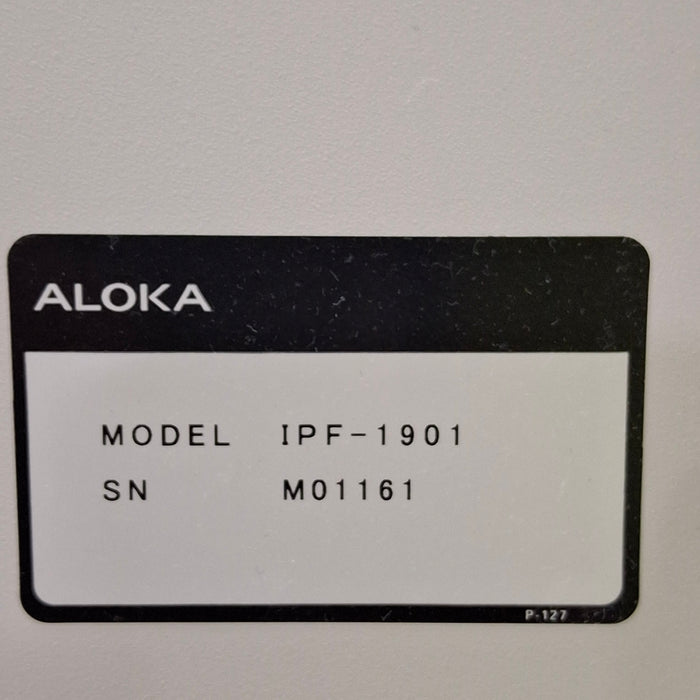 ALOKA
MODEL IPF-1901
SN M01161
P-127